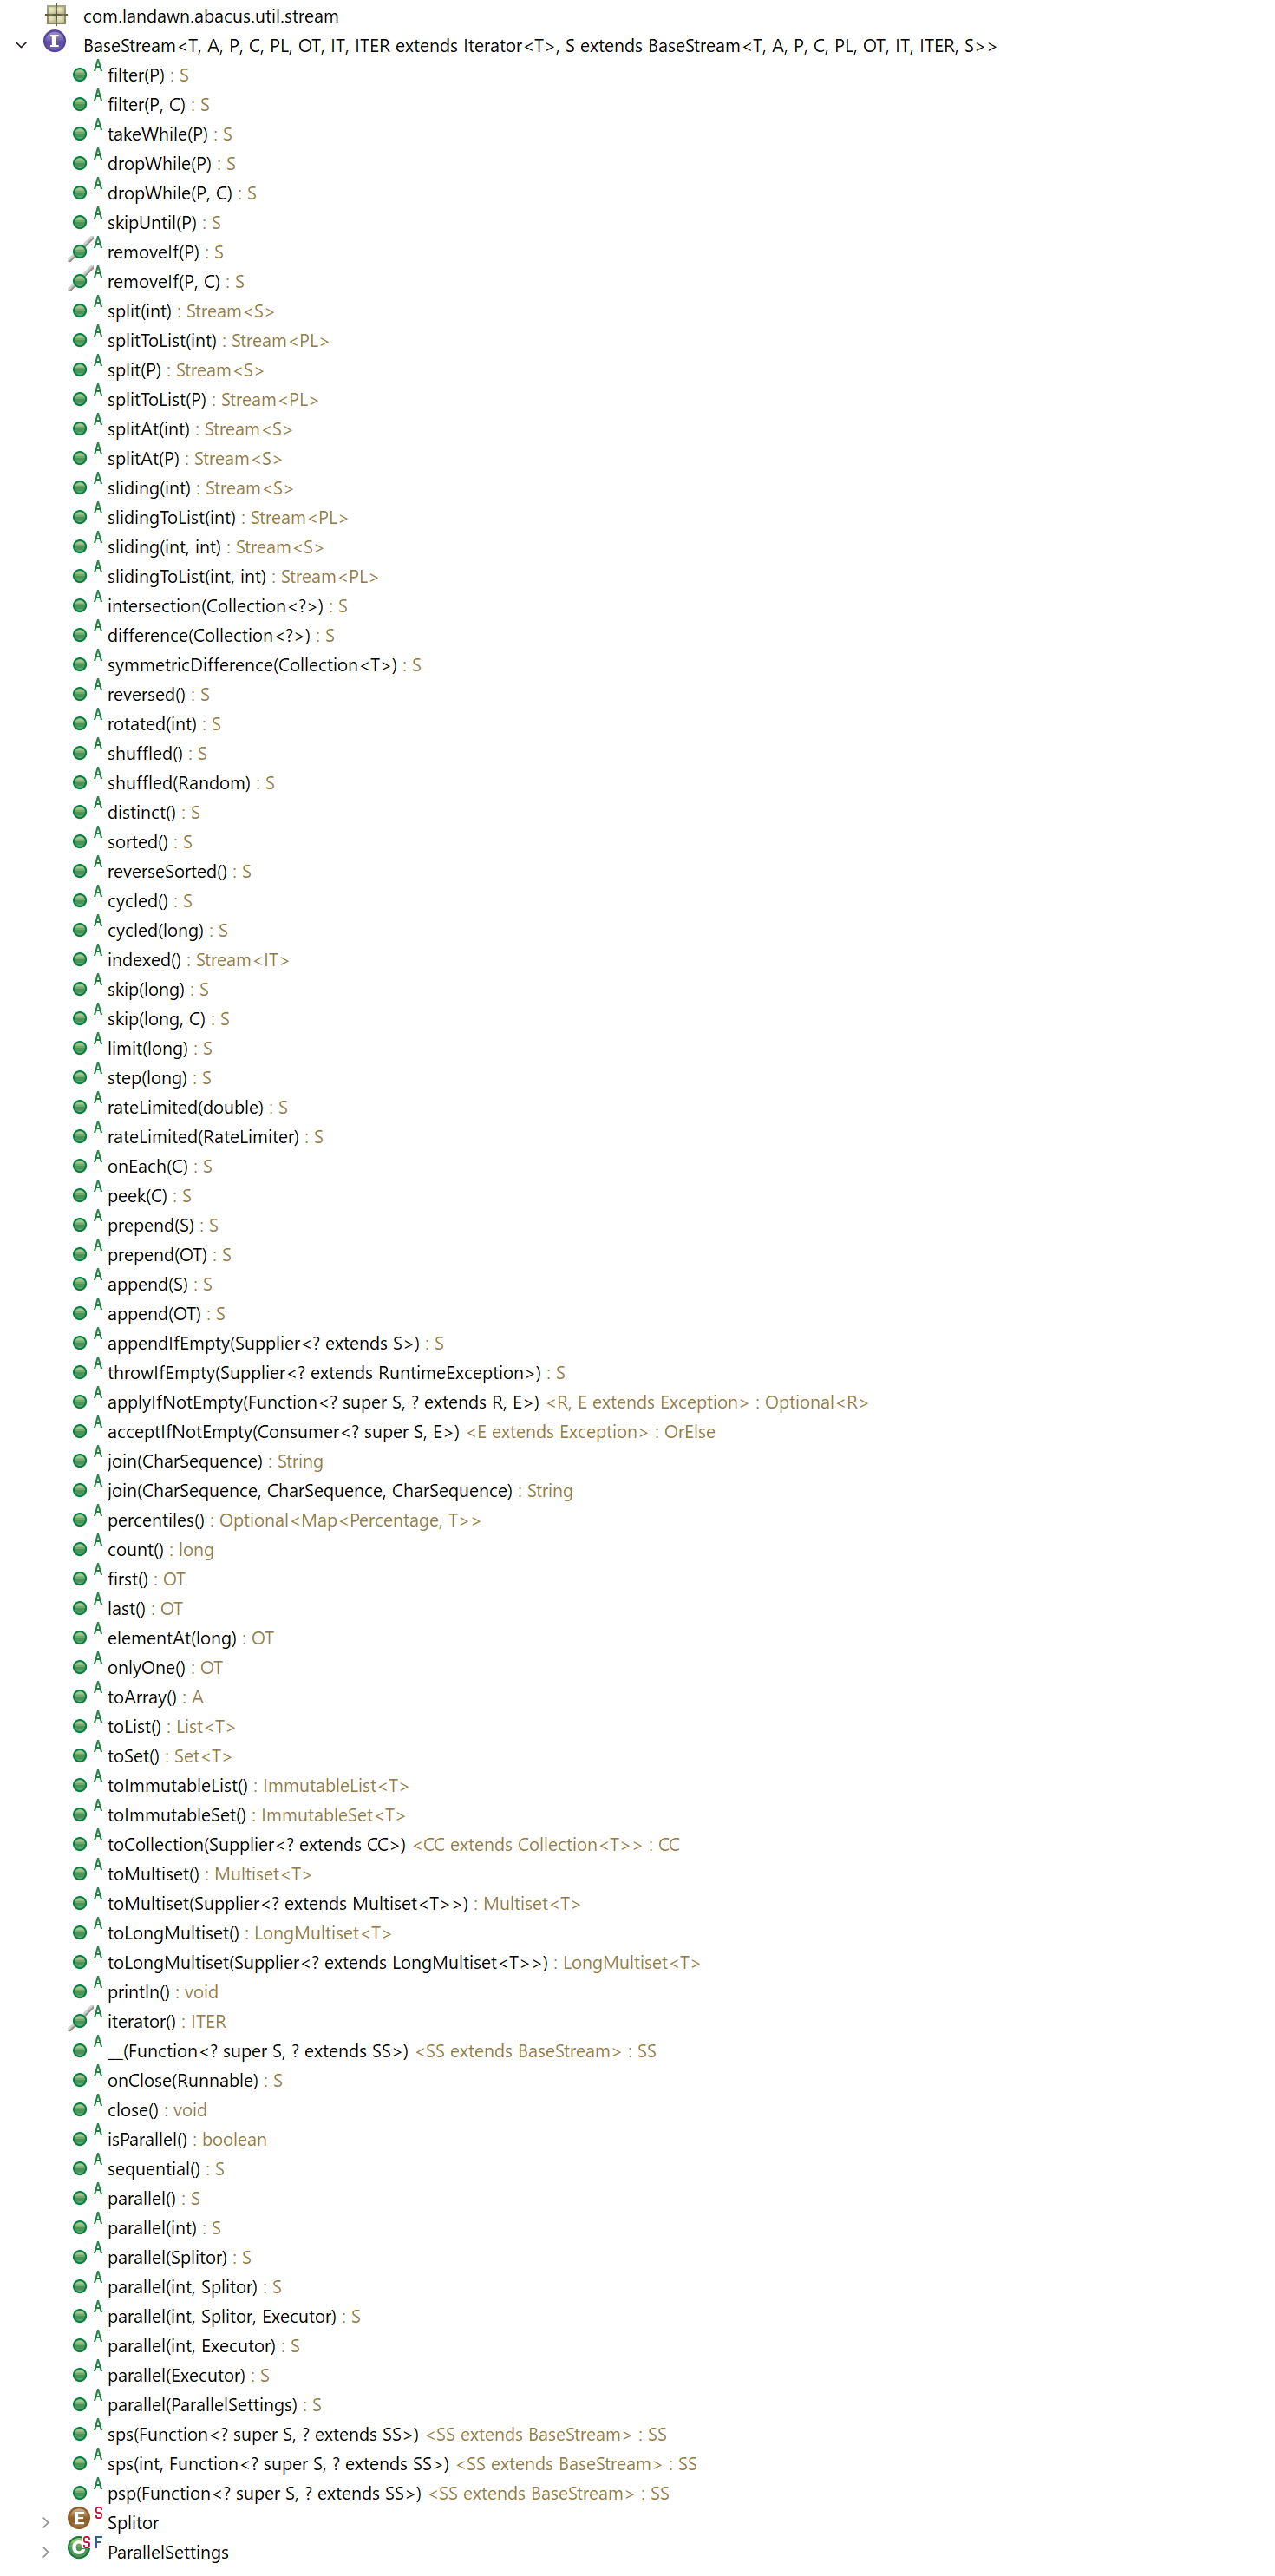 com.landawn.abacus.util.stream
BaseStream<T, A, P, C, PL, OT, IT, ITER extends Iterator<T>, S extends BaseStream<T, A, P, C, PL, OT, IT, ITER, S>>
filter(P) : S
filter(P, C) : S
takeWhile(P) : S
dropWhile(P) : S
dropWhile(P, C) : S
skipUntil(P) : S
removeIf(P) : S
removeIf(P, C) : S
split(int) : Stream<S>
splitToList(int) : Stream<PL>
split(P) : Stream<S>
splitToList(P) : Stream<PL>
splitAt(int) : Stream<S>
splitAt(P) : Stream<S>
sliding(int) : Stream<S>
slidingToList(int) : Stream<PL>
sliding(int, int) : Stream<S>
slidingToList(int, int) : Stream<PL>
intersection(Collection<?>) : S
difference(Collection<?>) : S
symmetricDifference(Collection<T>) : S
reversed() : S
rotated(int) : S
shuffled() : S
shuffled(Random) : S
distinct() : S
sorted() : S
reverseSorted() : S
cycled() : S
cycled(long) : S
indexed() : Stream<IT>
skip(long) : S
skip(long, C) : S
limit(long) : S
step(long) : S
rateLimited(double) : S
rateLimited(RateLimiter) : S
onEach(C) : S
peek(C) : S
prepend(S) : S
prepend(OT) : S
append(S) : S
append(OT) : S
appendIfEmpty(Supplier<? extends S>) : S
throwIfEmpty(Supplier<? extends RuntimeException>) : S
applyIfNotEmpty(Function<? super S, ? extends R, E>) <R, E extends Exception> : Optional<R>
acceptIfNotEmpty(Consumer<? super S, E>) <E extends Exception> : OrElse
join(CharSequence) : String
join(CharSequence, CharSequence, CharSequence) : String
percentiles() : Optional<Map<Percentage, T>>
count() : long
first() : OT
last() : OT
elementAt(long) : OT
onlyOne() : OT
toArray() : A
toList() : List<T>
toSet() : Set<T>
toImmutableList() : ImmutableList<T>
toImmutableSet() : ImmutableSet<T>
toCollection(Supplier<? extends CC>) <CC extends Collection<T>> : CC
toMultiset() : Multiset<T>
toMultiset(Supplier<? extends Multiset<T>>) : Multiset<T>
toLongMultiset() : LongMultiset<T>
toLongMultiset(Supplier<? extends LongMultiset<T>>) : LongMultiset<T>
println() : void
iterator() : ITER
__(Function<? super S, ? extends SS>) <SS extends BaseStream> : SS
onClose(Runnable) : S
close() : void
isParallel() : boolean
sequential() : S
parallel() : S
parallel(int) : S
parallel(Splitor) : S
parallel(int, Splitor) : S
parallel(int, Splitor, Executor) : S
parallel(int, Executor) : S
parallel(Executor) : S
parallel(ParallelSettings) : S
sps(Function<? super S, ? extends SS>) <SS extends BaseStream> : SS
sps(int, Function<? super S, ? extends SS>) <SS extends BaseStream> : SS
psp(Function<? super S, ? extends SS>) <SS extends BaseStream> : SS
Splitor
ParallelSettings